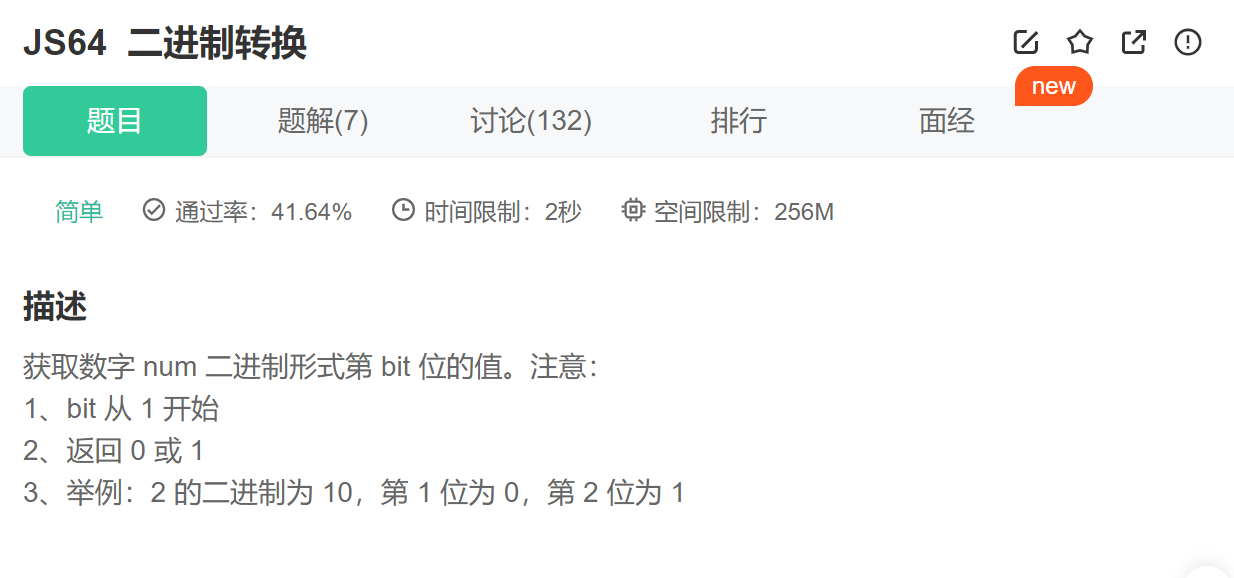 JS64 二进制转换
new
题目 题解(7) 讨论(132) 排行 面经
简单 通过率：41.64% 时间限制：2秒 空间限制：256M
描述
获取数字 num 二进制形式第 bit 位的值。注意：
1、bit 从 1 开始
2、返回 0 或 1
3、举例：2 的二进制为 10，第 1 位为 0，第 2 位为 1